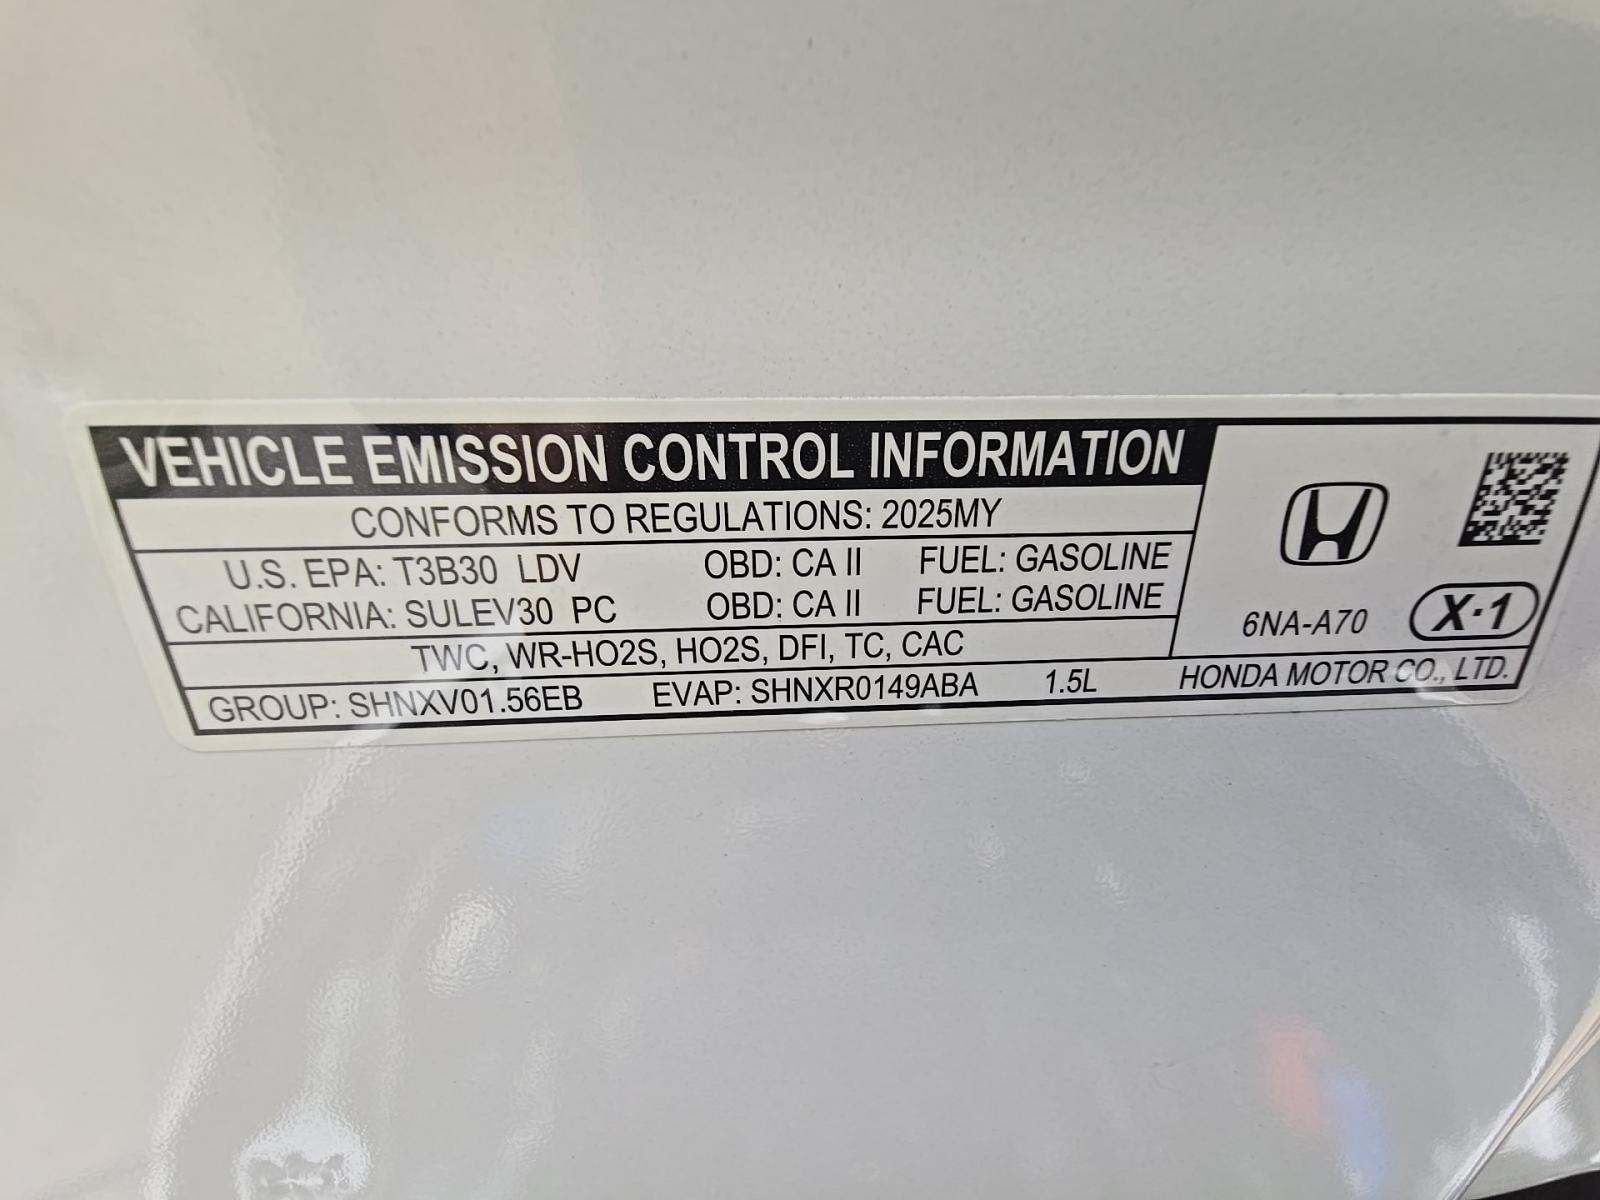 VEHICLE EMISSION CONTROL INFORMATION
CONFORMS TO REGULATIONS: 2025MY
U.S. EPA: T3B30 LDV OBD: CA II FUEL: GASOLINE
CALIFORNIA: SULEV30 PC OBD: CA II FUEL: GASOLINE
TWC, WR-HO2S, HO2S, DFI, TC, CAC
GROUP: SHNXV01.56EB EVAP: SHNXR0149ABA 1.5L
6NA-A70 X·1
HONDA MOTOR CO., LTD.